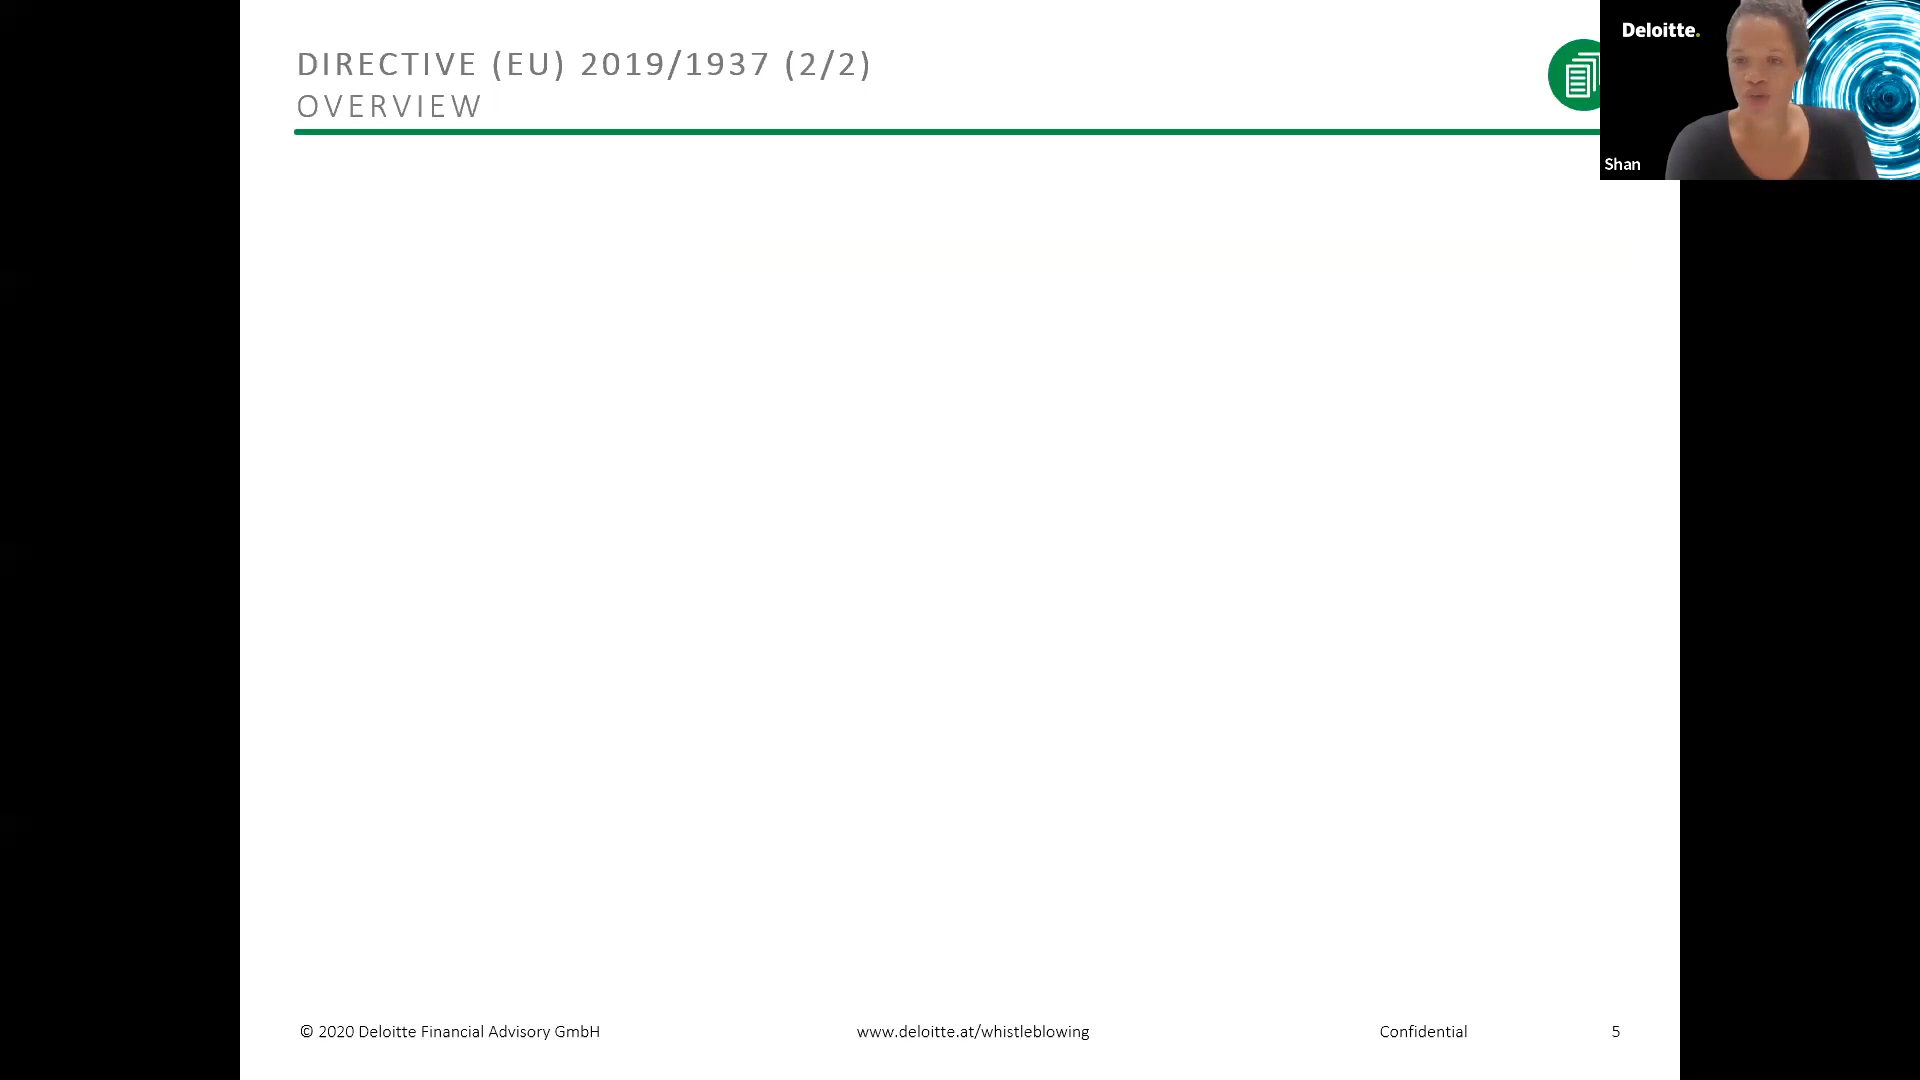 DIRECTIVE (EU) 2019/1937 (2/2)
OVERVIEW
Deloitte.
Shan
© 2020 Deloitte Financial Advisory GmbH
www.deloitte.at/whistleblowing
Confidential
5